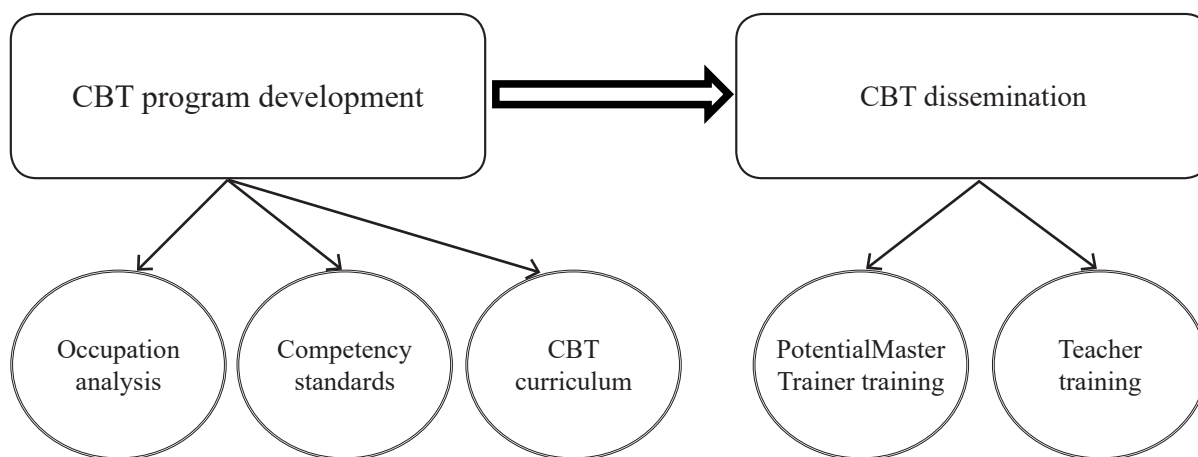 CBT program development
CBT dissemination
Occupation
analysis
Competency
standards
CBT
curriculum
PotentialMaster
Trainer training
Teacher
training